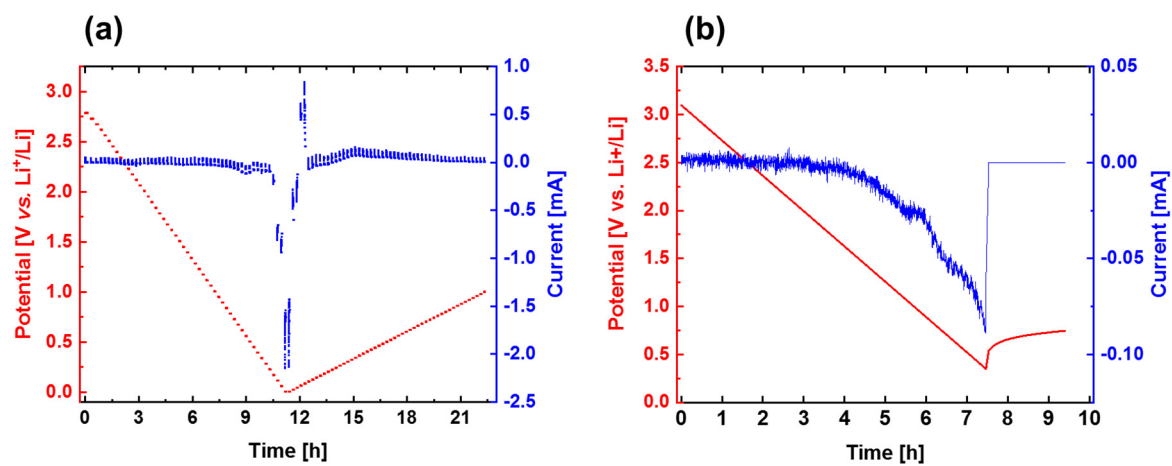 (a)
(b)
3.0
2.5
2.0
1.5
1.0
0.5
0.0
Potential [V vs. Li⁺/Li]
1.0
0.5
0.0
-0.5
-1.0
-1.5
-2.0
-2.5
Current [mA]
0 3 6 9 12 15 18 21
Time [h]
3.5
3.0
2.5
2.0
1.5
1.0
0.5
0.0
Potential [V vs. Li+/Li]
0.05
0.00
-0.05
-0.10
Current [mA]
0 1 2 3 4 5 6 7 8 9 10
Time [h]